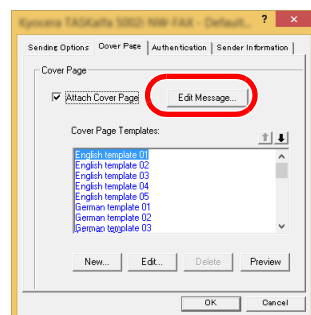 Kyocera TASKalfa 5002i NW-FAX - Default... ? ×
Sending Options Cover Page Authentication Sender Information
Cover Page
Attach Cover Page Edit Message...
Cover Page Templates:
English template 01
English template 02
English template 03
English template 04
English template 05
German template 01
German template 02
German template 03
New... Edit... Delete Preview
OK Cancel